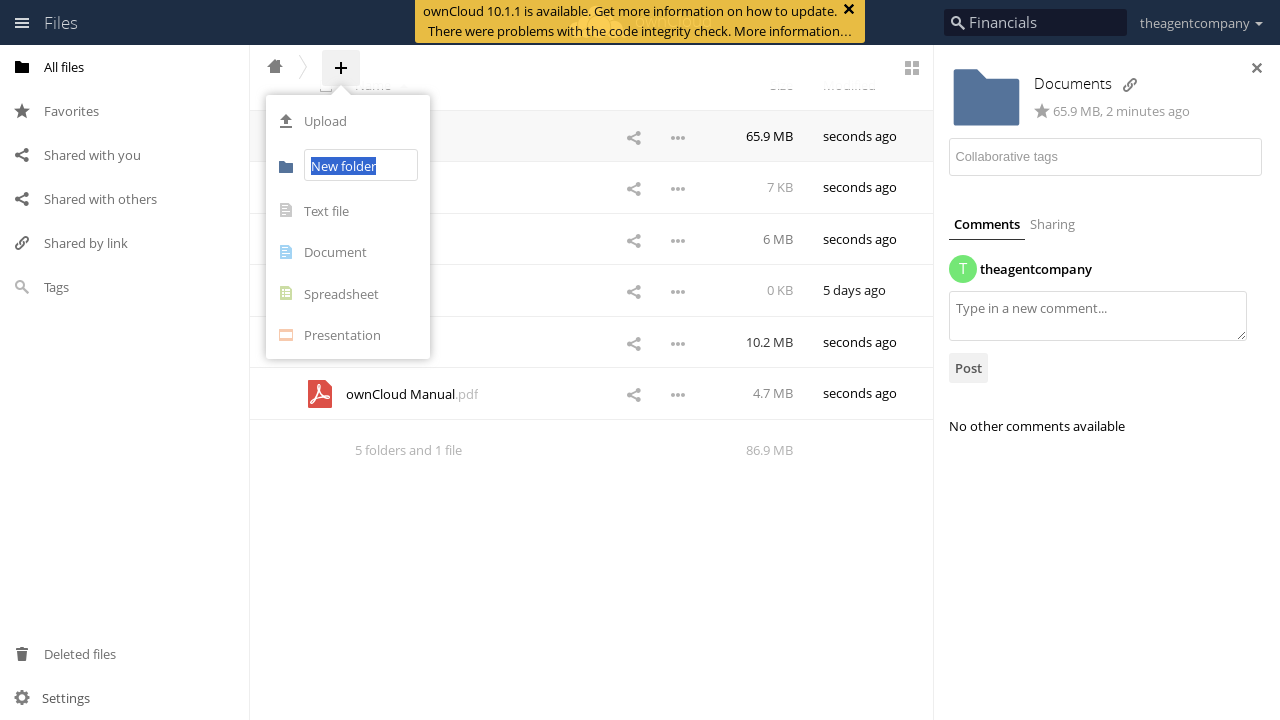 Files
ownCloud 10.1.1 is available. Get more information on how to update.
There were problems with the code integrity check. More information…
Financials
theagentcompany
All files
Favorites
Shared with you
Shared with others
Shared by link
Tags
Deleted files
Settings
Upload
New folder
Text file
Document
Spreadsheet
Presentation
65.9 MB seconds ago
7 KB seconds ago
6 MB seconds ago
0 KB 5 days ago
10.2 MB seconds ago
ownCloud Manual.pdf 4.7 MB seconds ago
5 folders and 1 file 86.9 MB
Documents
65.9 MB, 2 minutes ago
Collaborative tags
Comments Sharing
T theagentcompany
Type in a new comment...
Post
No other comments available